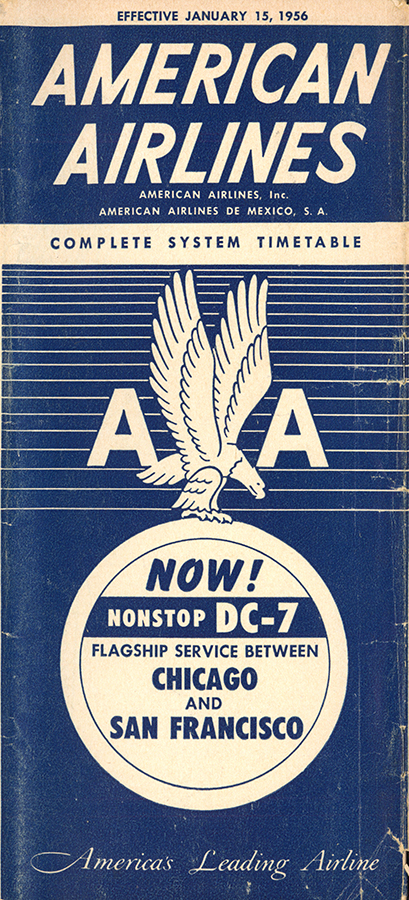 EFFECTIVE JANUARY 15, 1956
AMERICAN
AIRLINES
AMERICAN AIRLINES, Inc.
AMERICAN AIRLINES DE MEXICO, S. A.
COMPLETE SYSTEM TIMETABLE
A A
NOW!
NONSTOP DC-7
FLAGSHIP SERVICE BETWEEN
CHICAGO
AND
SAN FRANCISCO
America's Leading Airline